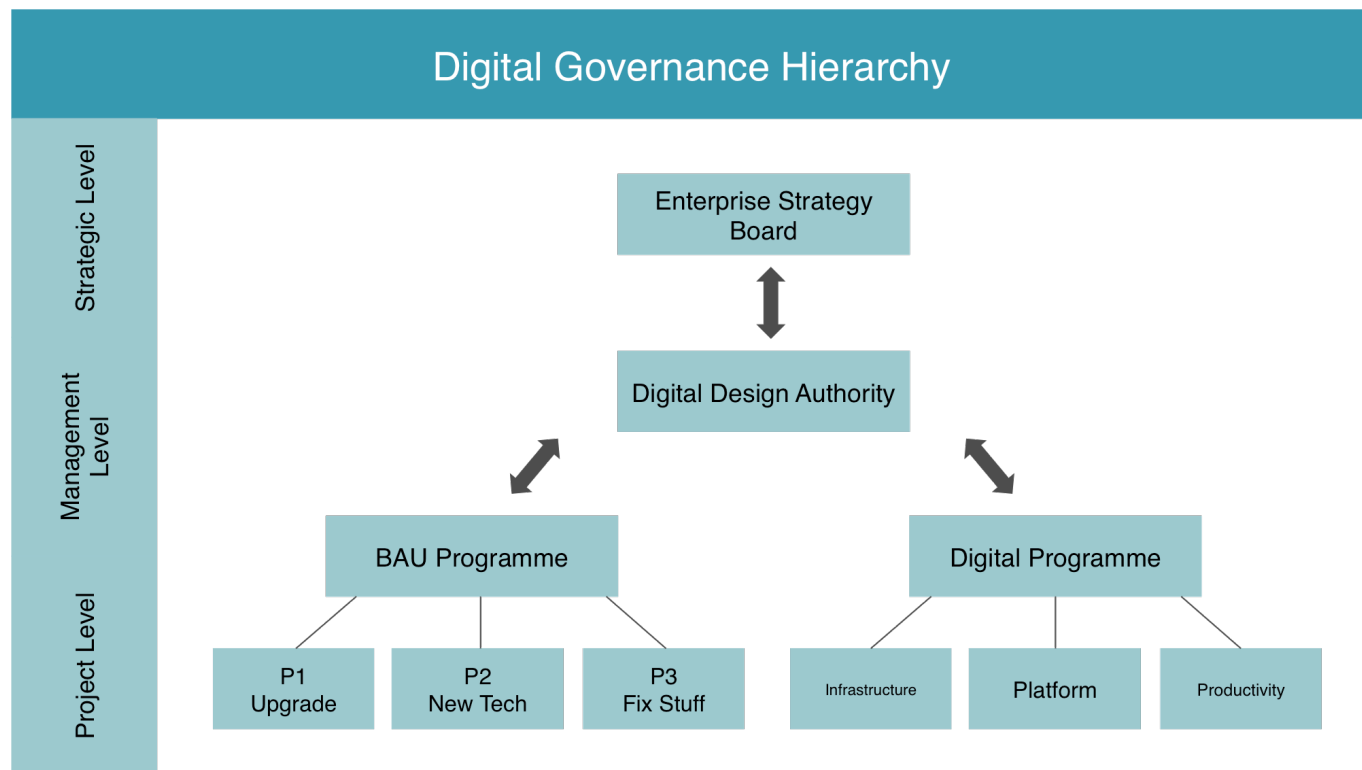 Digital Governance Hierarchy
Strategic Level
Enterprise Strategy
Board
Management
Level
Digital Design Authority
BAU Programme
Digital Programme
Project Level
P1
Upgrade
P2
New Tech
P3
Fix Stuff
Infrastructure
Platform
Productivity